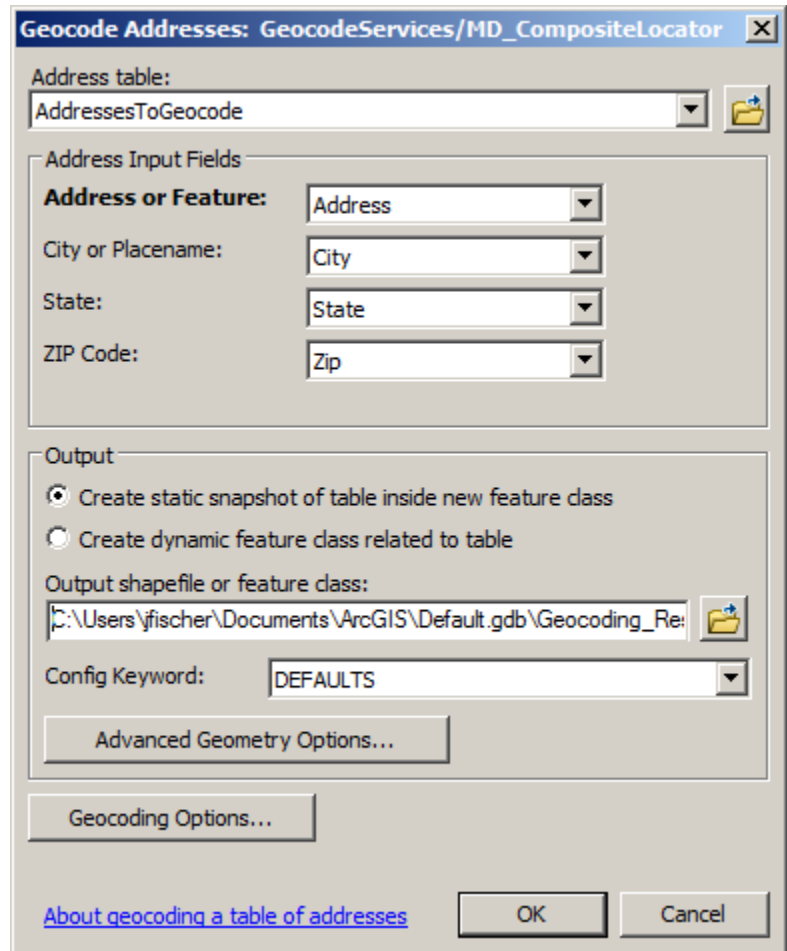 Geocode Addresses: GeocodeServices/MD_CompositeLocator
Address table:
AddressesToGeocode
Address Input Fields
Address or Feature: Address
City or Placename: City
State: State
ZIP Code: Zip
Output
Create static snapshot of table inside new feature class
Create dynamic feature class related to table
Output shapefile or feature class:
C:\Users\jfischer\Documents\ArcGIS\Default.gdb\Geocoding_Res
Config Keyword: DEFAULTS
Advanced Geometry Options...
Geocoding Options...
About geocoding a table of addresses OK Cancel